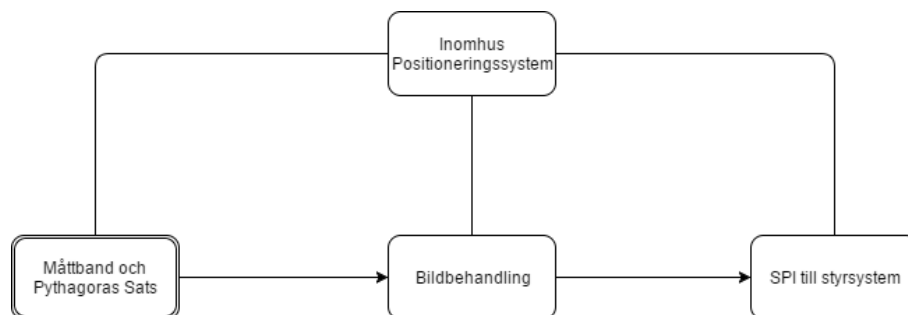 Inomhus
Positioneringssystem
Måttband och
Pythagoras Sats
Bildbehandling
SPI till styrsystem